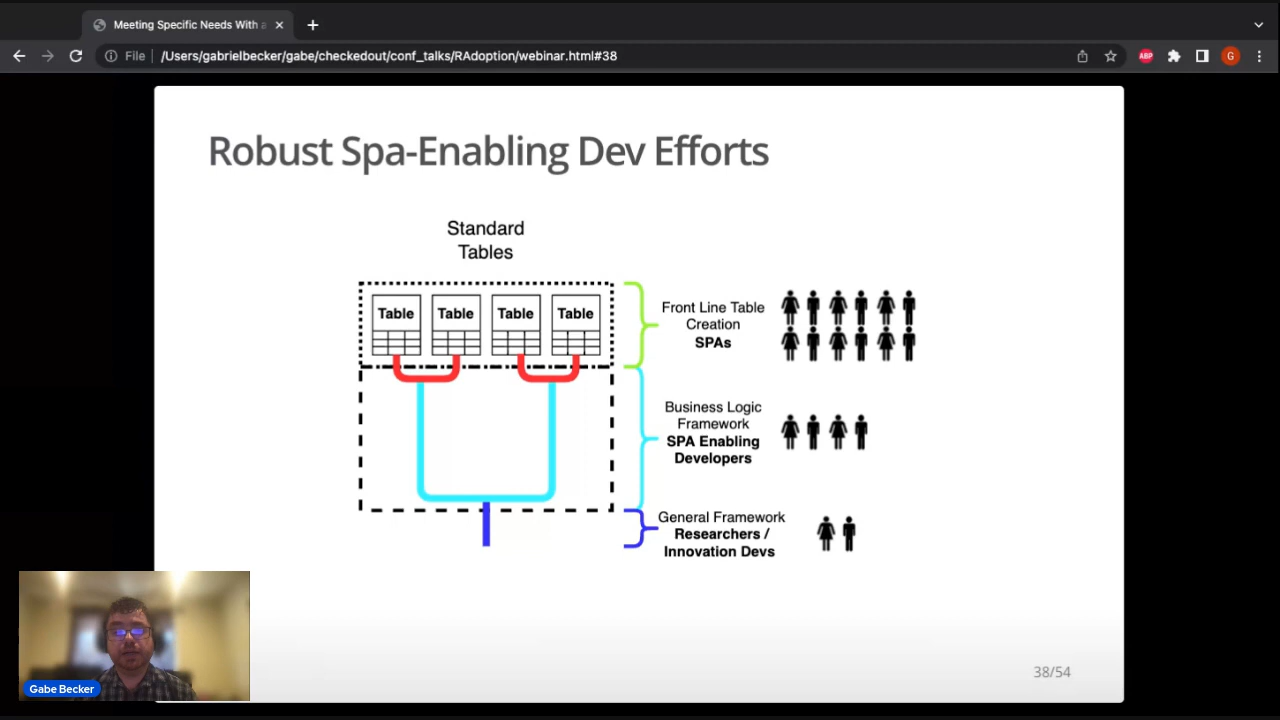 Meeting Specific Needs With a
File
/Users/gabrielbecker/gabe/checkedout/conf_talks/RAdoption/webinar.html#38
ABP
G
Robust Spa-Enabling Dev Efforts
Standard
Tables
Table Table Table Table
Front Line Table
Creation
SPAs
Business Logic
Framework
SPA Enabling
Developers
General Framework
Researchers /
Innovation Devs
38/54
Gabe Becker